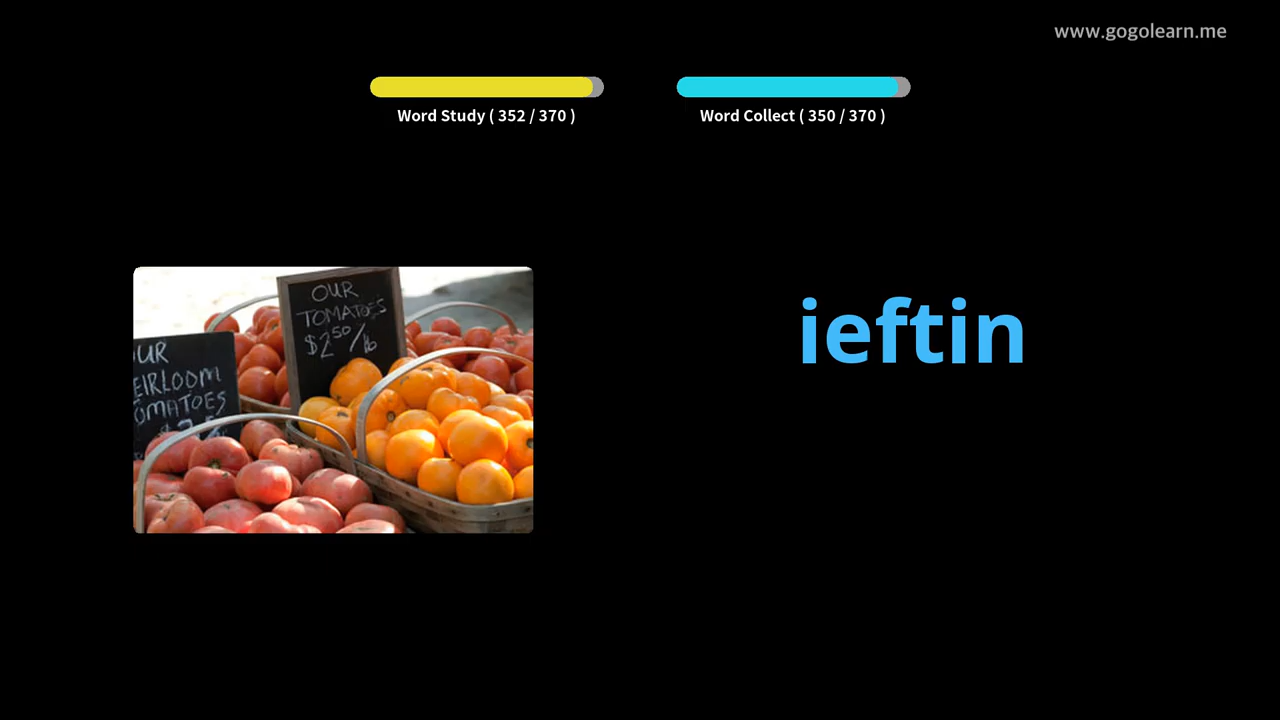 www.gogolearn.me
Word Study ( 352 / 370 )
Word Collect ( 350 / 370 )
OUR
TOMATOES
$2.50/lb
UR
EIRLOOM
OMATOES
ieftin